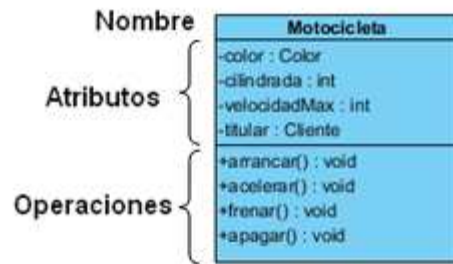 Nombre
Motocicleta
Atributos
-color : Color
-cilindrada : int
-velocidadMax : int
-titular : Cliente
Operaciones
+arrancar() : void
+acelerar() : void
+frenar() : void
+apagar() : void